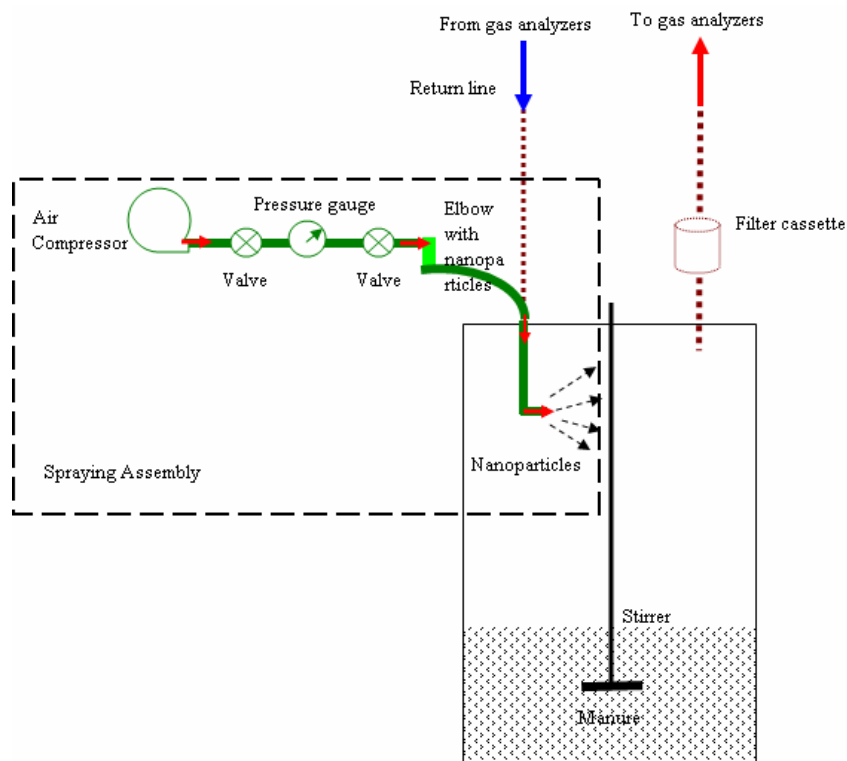 From gas analyzers
To gas analyzers
Return line
Air
Compressor
Pressure gauge
Elbow
with
nanopa
rticles
Filter cassette
Valve
Valve
Nanoparticles
Spraying Assembly
Stirrer
Manure